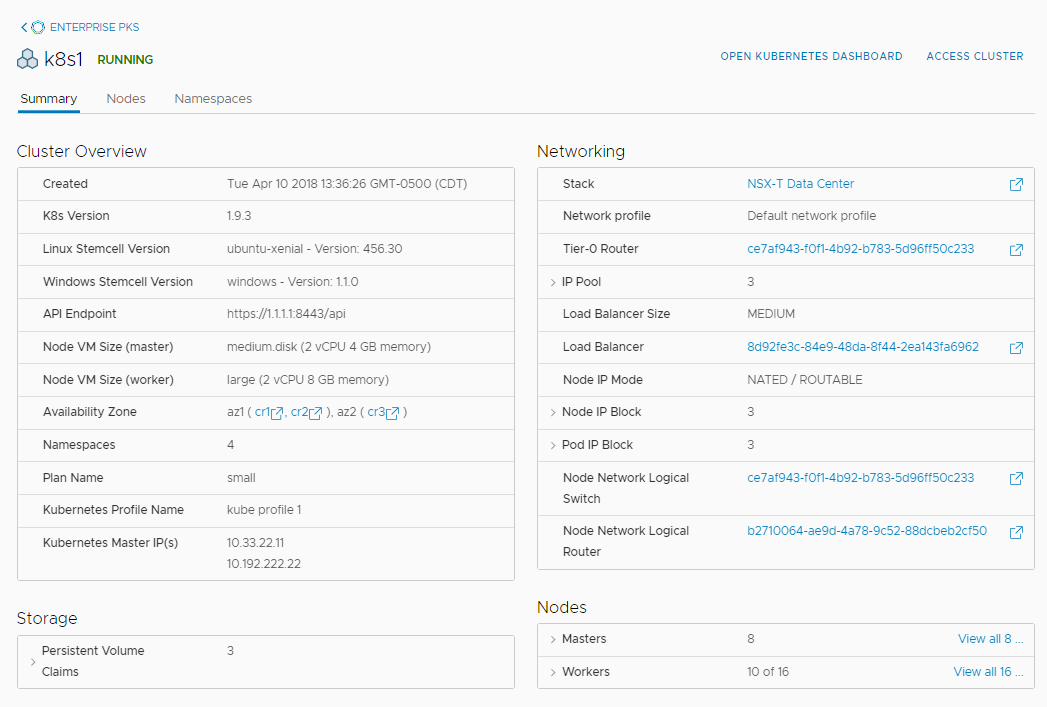 ENTERPRISE PKS
k8s1 RUNNING
OPEN KUBERNETES DASHBOARD ACCESS CLUSTER
Summary Nodes Namespaces
Cluster Overview
Created Tue Apr 10 2018 13:36:26 GMT-0500 (CDT)
K8s Version 1.9.3
Linux Stemcell Version ubuntu-xenial - Version: 456.30
Windows Stemcell Version windows - Version: 1.1.0
API Endpoint https://1.1.1.1:8443/api
Node VM Size (master) medium.disk (2 vCPU 4 GB memory)
Node VM Size (worker) large (2 vCPU 8 GB memory)
Availability Zone az1 ( cr1, cr2 ), az2 ( cr3 )
Namespaces 4
Plan Name small
Kubernetes Profile Name kube profile 1
Kubernetes Master IP(s) 10.33.22.11
10.192.222.22
Storage
Persistent Volume 3
Claims
Networking
Stack NSX-T Data Center
Network profile Default network profile
Tier-0 Router ce7af943-f0f1-4b92-b783-5d96ff50c233
IP Pool 3
Load Balancer Size MEDIUM
Load Balancer 8d92fe3c-84e9-48da-8f44-2ea143fa6962
Node IP Mode NATED / ROUTABLE
Node IP Block 3
Pod IP Block 3
Node Network Logical ce7af943-f0f1-4b92-b783-5d96ff50c233
Switch
Node Network Logical b2710064-ae9d-4a78-9c52-88dcbeb2cf50
Router
Nodes
Masters 8 View all 8 ...
Workers 10 of 16 View all 16 ...